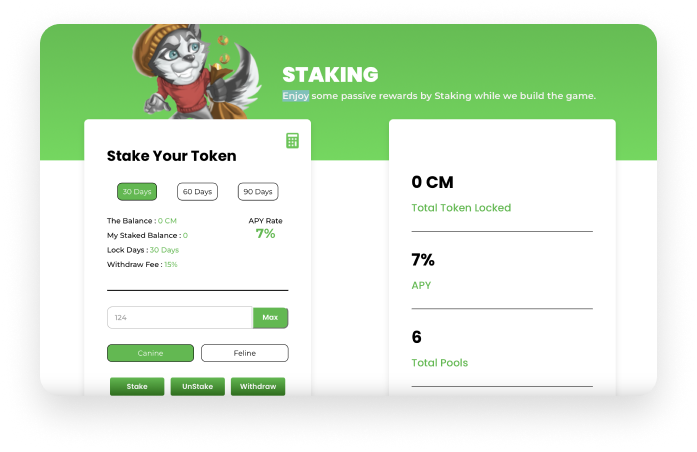 STAKING
Enjoy some passive rewards by Staking while we build the game.
Stake Your Token
30 Days 60 Days 90 Days
The Balance : 0 CM
My Staked Balance : 0
Lock Days : 30 Days
Withdraw Fee : 15%
APY Rate
7%
124 Max
Canine Feline
Stake UnStake Withdraw
0 CM
Total Token Locked
7%
APY
6
Total Pools